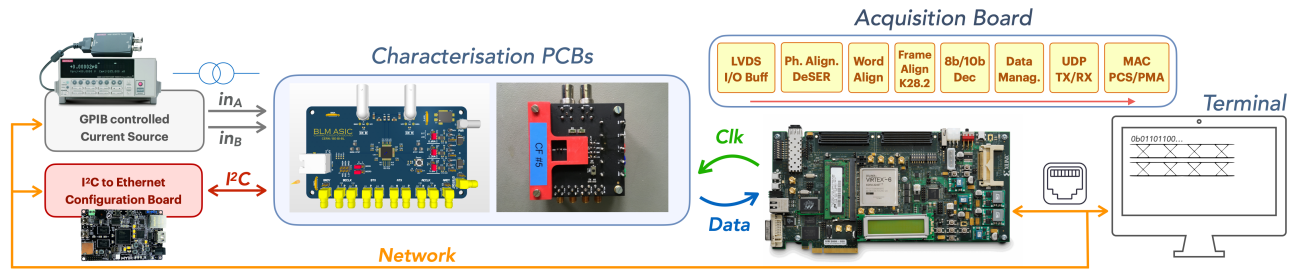 Acquisition Board
Characterisation PCBs
LVDS
I/O Buff
Ph. Align.
DeSER
Word
Align
Frame
Align
K28.2
8b/10b
Dec
Data
Manag.
UDP
TX/RX
MAC
PCS/PMA
Terminal
GPIB controlled
Current Source
in_A
in_B
I²C to Ethernet
Configuration Board
I²C
BLM ASIC
CF #5
Clk
Data
VIRTEX-6
0b01101100...
Network